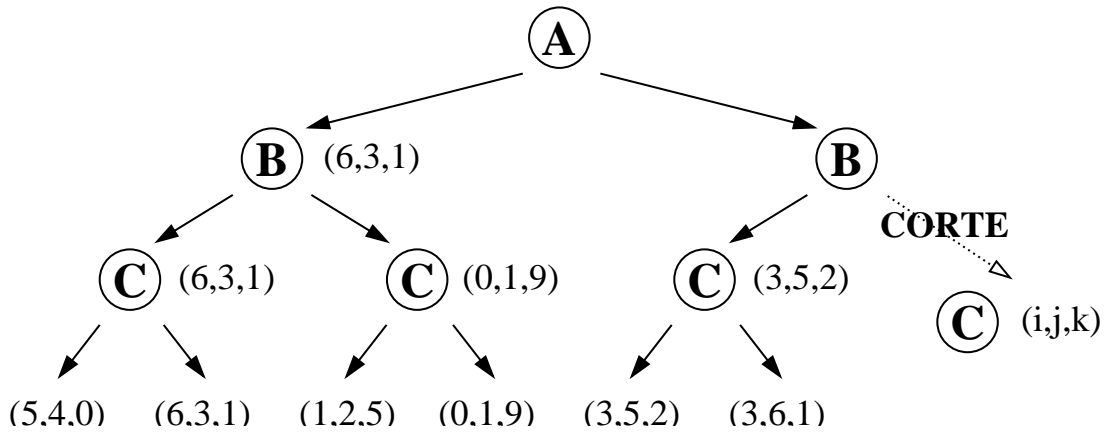 A
B (6,3,1) B
CORTE
C (6,3,1) C (0,1,9) C (3,5,2)
C (i,j,k)
(5,4,0) (6,3,1) (1,2,5) (0,1,9) (3,5,2) (3,6,1)